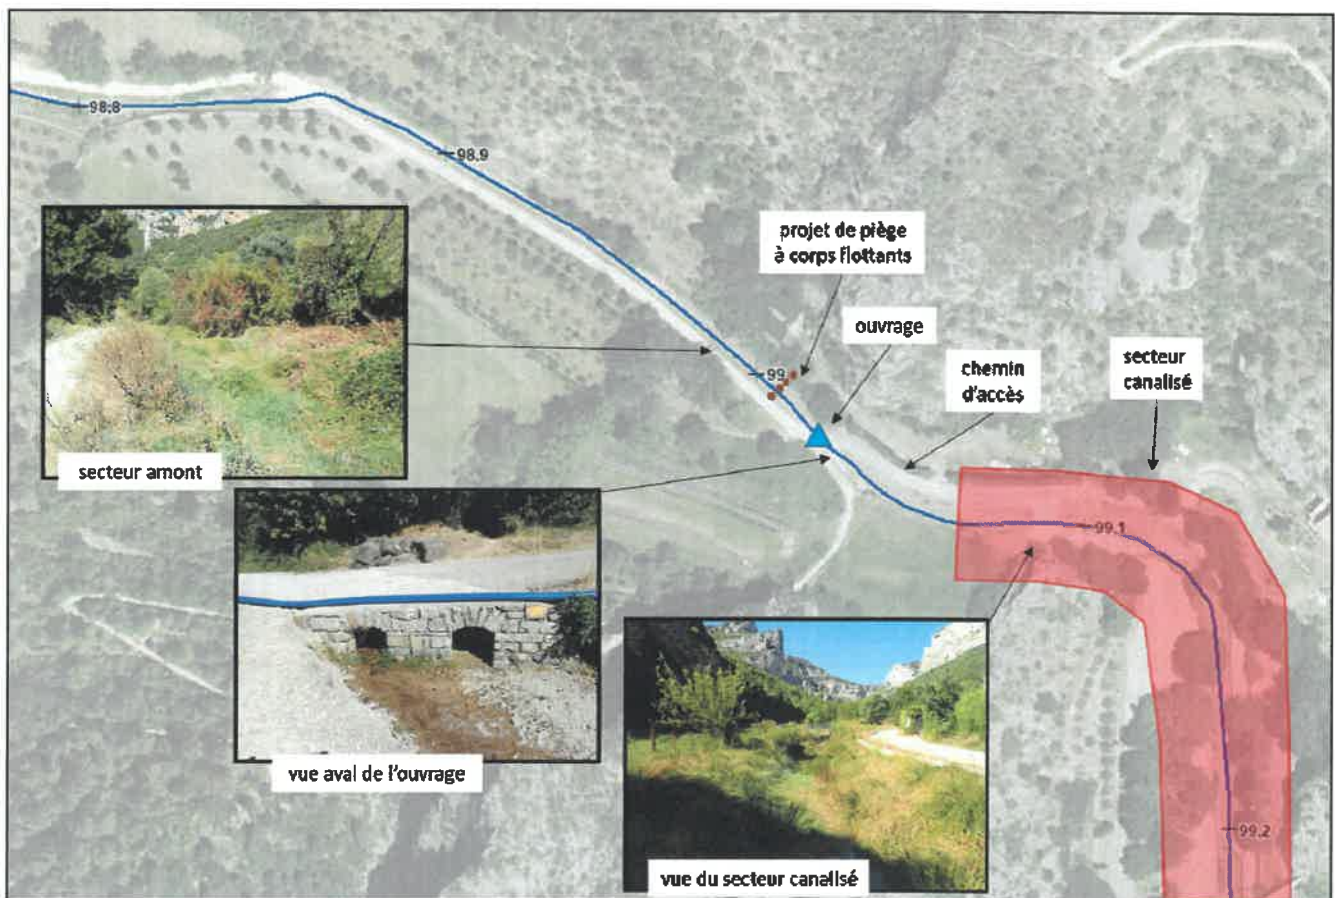 98.8
98.9
projet de piège
à corps flottants
ouvrage
99
chemin
d'accès
secteur
canalisé
secteur amont
99.1
vue aval de l'ouvrage
99.2
vue du secteur canalisé